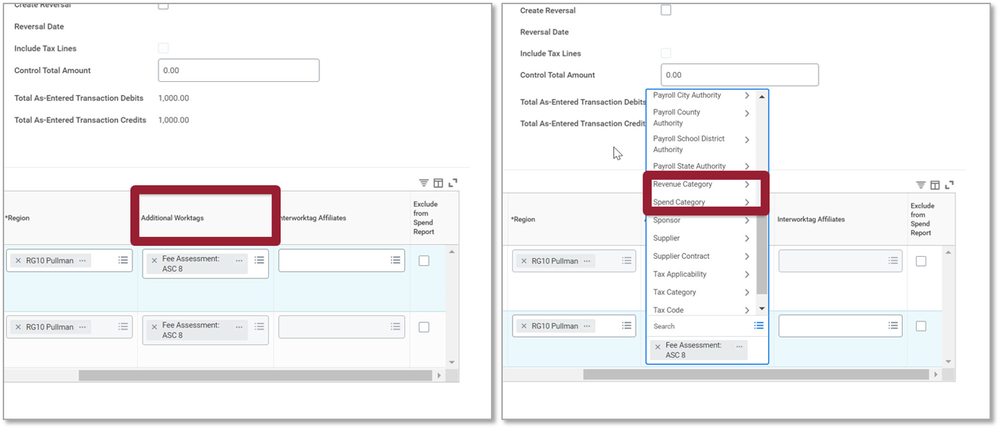 Create Reversal
Reversal Date
Include Tax Lines
Control Total Amount
0.00
Total As-Entered Transaction Debits
1,000.00
Total As-Entered Transaction Credits
1,000.00
*Region
Additional Worktags
nterworktag Affiliates
Exclude
from
Spend
Report
RG10 Pullman
Fee Assessment:
ASC 8
RG10 Pullman
Fee Assessment:
ASC 8
Create Reversal
Reversal Date
Include Tax Lines
Control Total Amount
0.00
Total As-Entered Transaction Debits
Total As-Entered Transaction Credit
Payroll City Authority
Payroll County
Authority
Payroll School District
Authority
Payroll State Authority
Revenue Category
Spend Category
Sponsor
Supplier
Supplier Contract
Tax Applicability
Tax Category
Tax Code
Search
Fee Assessment:
ASC 8
*Region
Interworktag Affiliates
Exclude
from
Spend
Report
RG10 Pullman
RG10 Pullman